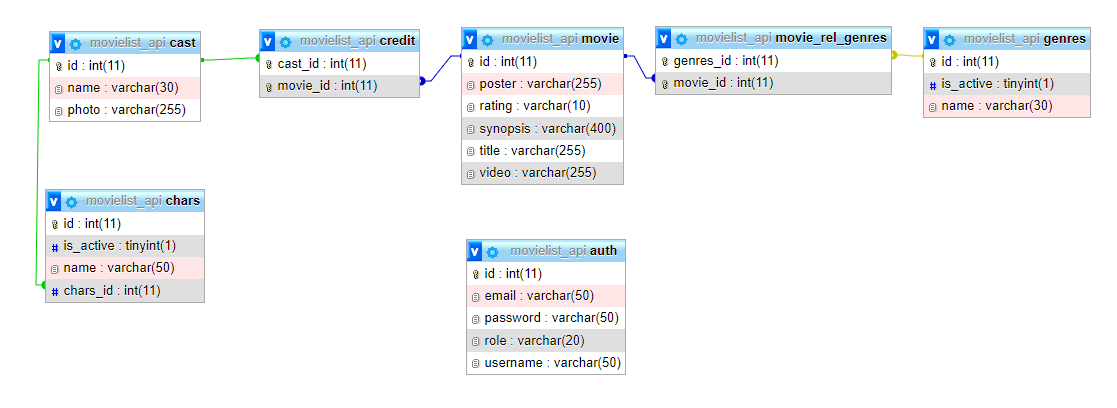 v movielist_api cast
id : int(11)
name : varchar(30)
photo : varchar(255)
v movielist_api credit
cast_id : int(11)
movie_id : int(11)
v movielist_api movie
id : int(11)
poster : varchar(255)
rating : varchar(10)
synopsis : varchar(400)
title : varchar(255)
video : varchar(255)
v movielist_api movie_rel_genres
genres_id : int(11)
movie_id : int(11)
v movielist_api genres
id : int(11)
# is_active : tinyint(1)
name : varchar(30)
v movielist_api chars
id : int(11)
# is_active : tinyint(1)
name : varchar(50)
# chars_id : int(11)
v movielist_api auth
id : int(11)
email : varchar(50)
password : varchar(50)
role : varchar(20)
username : varchar(50)